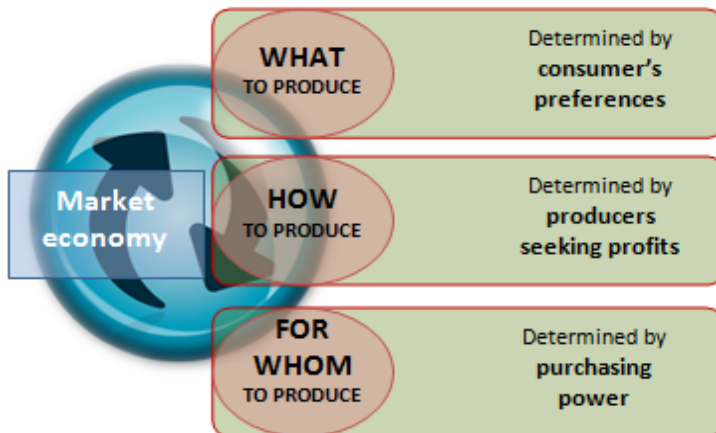 WHAT
TO PRODUCE
Determined by
consumer's
preferences
Market
economy
HOW
TO PRODUCE
Determined by
producers
seeking profits
FOR
WHOM
TO PRODUCE
Determined by
purchasing
power